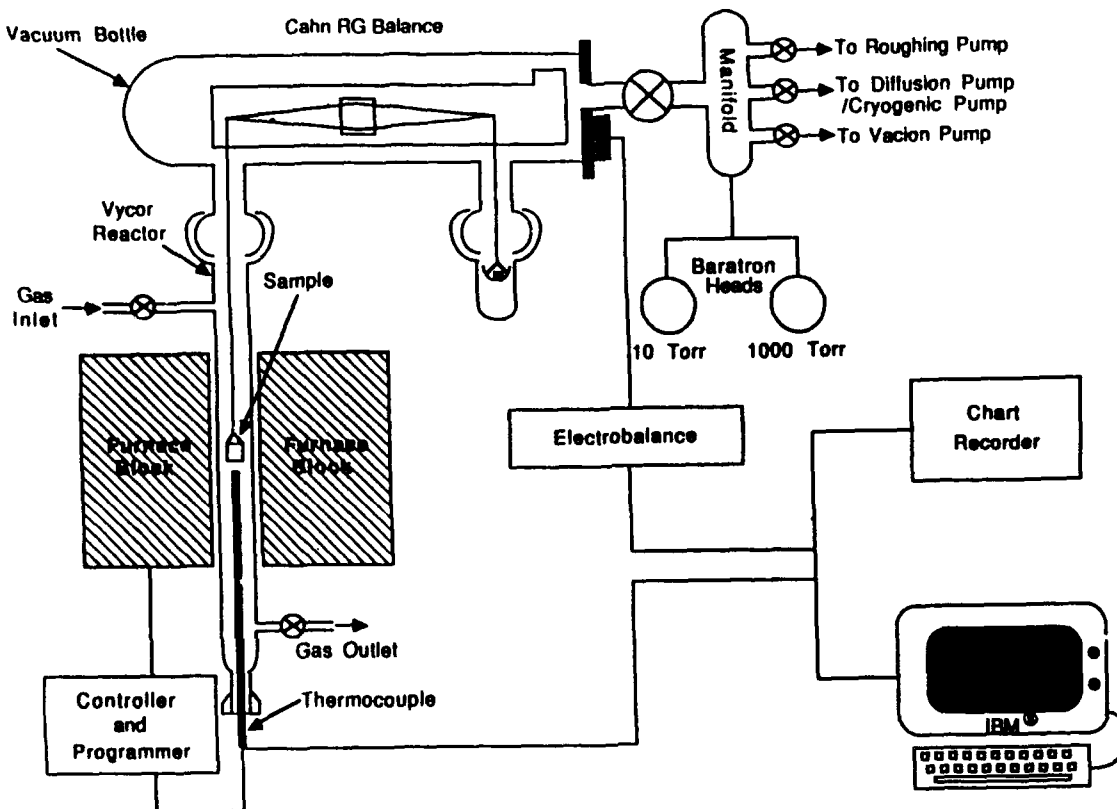 Cahn RG Balance
Vacuum Bottle
Manifold
To Roughing Pump
To Diffusion Pump
/Cryogenic Pump
To Vacion Pump
Vycor
Reactor
Sample
Gas
Inlet
Baratron
Heads
10 Torr
1000 Torr
Furnace
Block
Furnace
Block
Electrobalance
Chart
Recorder
Gas Outlet
Controller
and
Programmer
Thermocouple
IBM®